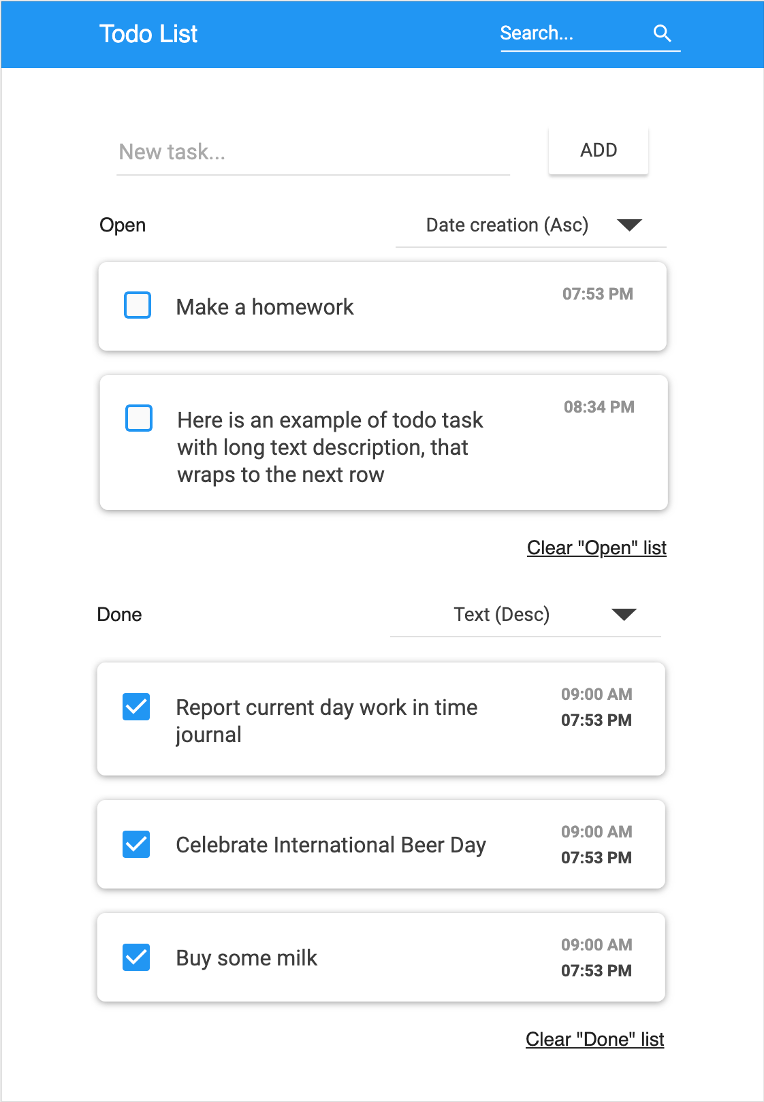 Todo List
Search...
New task...
ADD
Open
Date creation (Asc)
Make a homework
07:53 PM
Here is an example of todo task
with long text description, that
wraps to the next row
08:34 PM
Clear "Open" list
Done
Text (Desc)
Report current day work in time
journal
09:00 AM
07:53 PM
Celebrate International Beer Day
09:00 AM
07:53 PM
Buy some milk
09:00 AM
07:53 PM
Clear "Done" list